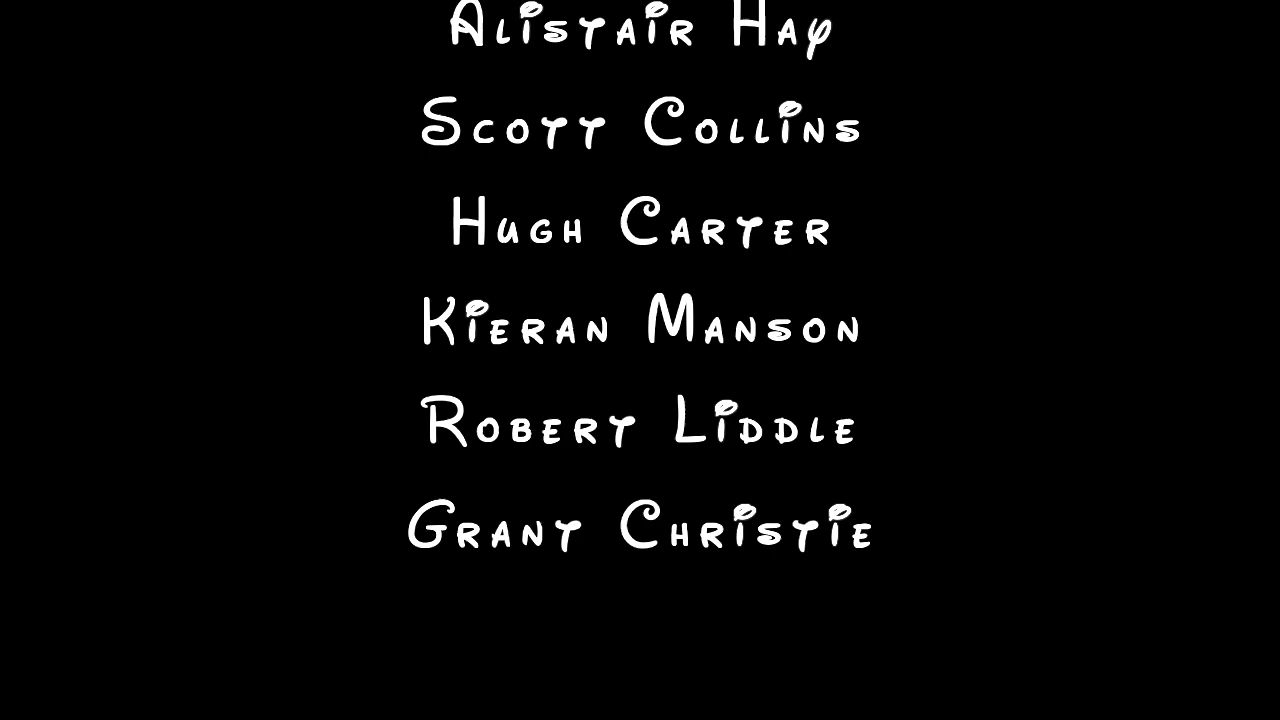 Alistair Hay
Scott Collins
Hugh Carter
Kieran Manson
Robert Liddle
Grant Christie